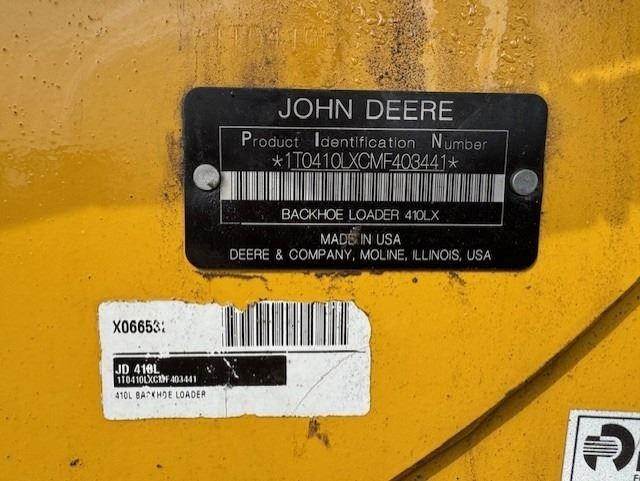 JOHN DEERE
Product Identification Number
*1T0410LXCMF403441*
BACKHOE LOADER 410LX
MADE IN USA
DEERE & COMPANY, MOLINE, ILLINOIS, USA
JD 410L
1T0410LXCMF403441
410L BACKHOE LOADER